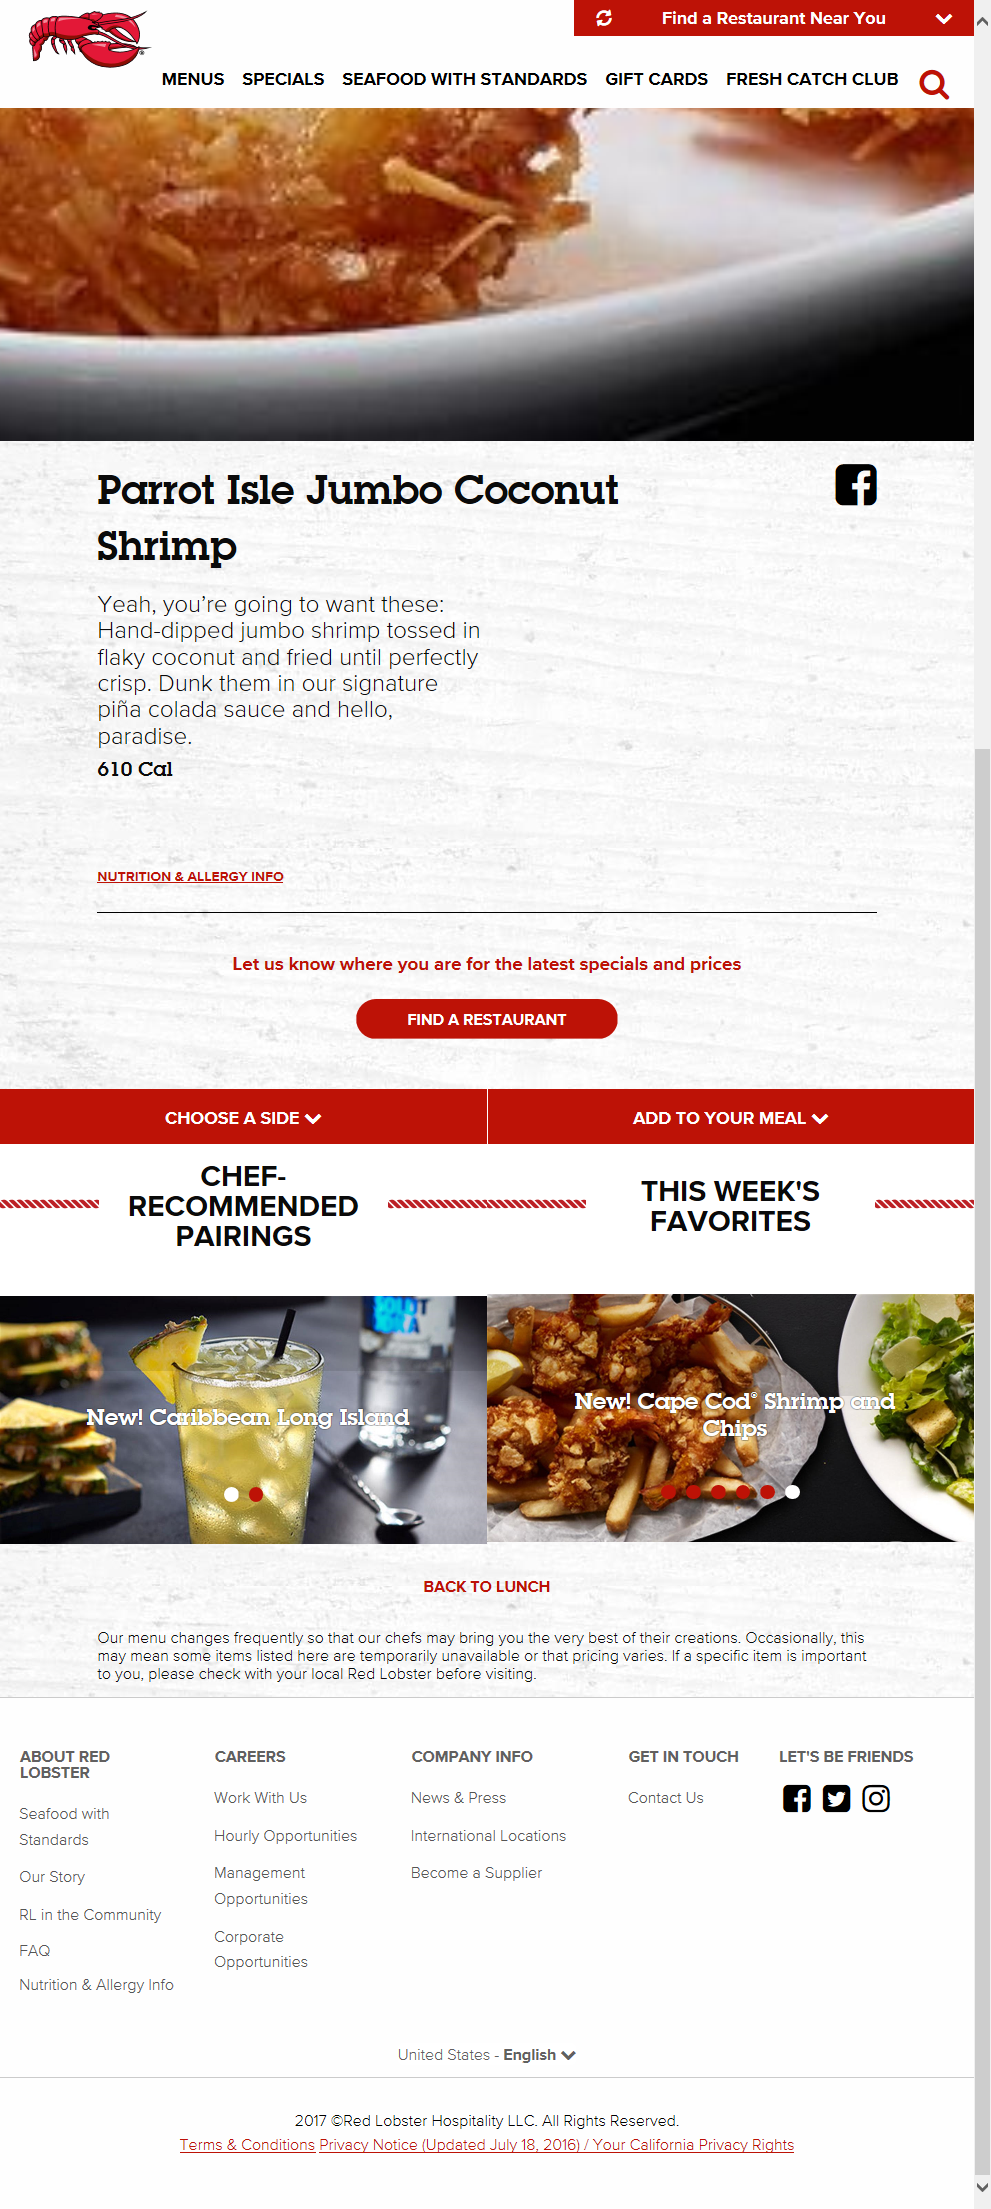 Find a Restaurant Near You
MENUS SPECIALS SEAFOOD WITH STANDARDS GIFT CARDS FRESH CATCH CLUB
Parrot Isle Jumbo Coconut
Shrimp
Yeah, you’re going to want these:
Hand-dipped jumbo shrimp tossed in
flaky coconut and fried until perfectly
crisp. Dunk them in our signature
piña colada sauce and hello,
paradise.
610 Cal
NUTRITION & ALLERGY INFO
Let us know where you are for the latest specials and prices
FIND A RESTAURANT
CHOOSE A SIDE
ADD TO YOUR MEAL
CHEF-
RECOMMENDED
PAIRINGS
THIS WEEK'S
FAVORITES
New! Caribbean Long Island
New! Cape Cod® Shrimp and
Chips
BACK TO LUNCH
Our menu changes frequently so that our chefs may bring you the very best of their creations. Occasionally, this
may mean some items listed here are temporarily unavailable or that pricing varies. If a specific item is important
to you, please check with your local Red Lobster before visiting.
ABOUT RED
LOBSTER
Seafood with
Standards
Our Story
RL in the Community
FAQ
Nutrition & Allergy Info
CAREERS
Work With Us
Hourly Opportunities
Management
Opportunities
Corporate
Opportunities
COMPANY INFO
News & Press
International Locations
Become a Supplier
GET IN TOUCH
Contact Us
LET'S BE FRIENDS
United States - English
2017 ©Red Lobster Hospitality LLC. All Rights Reserved.
Terms & Conditions Privacy Notice (Updated July 18, 2016) / Your California Privacy Rights